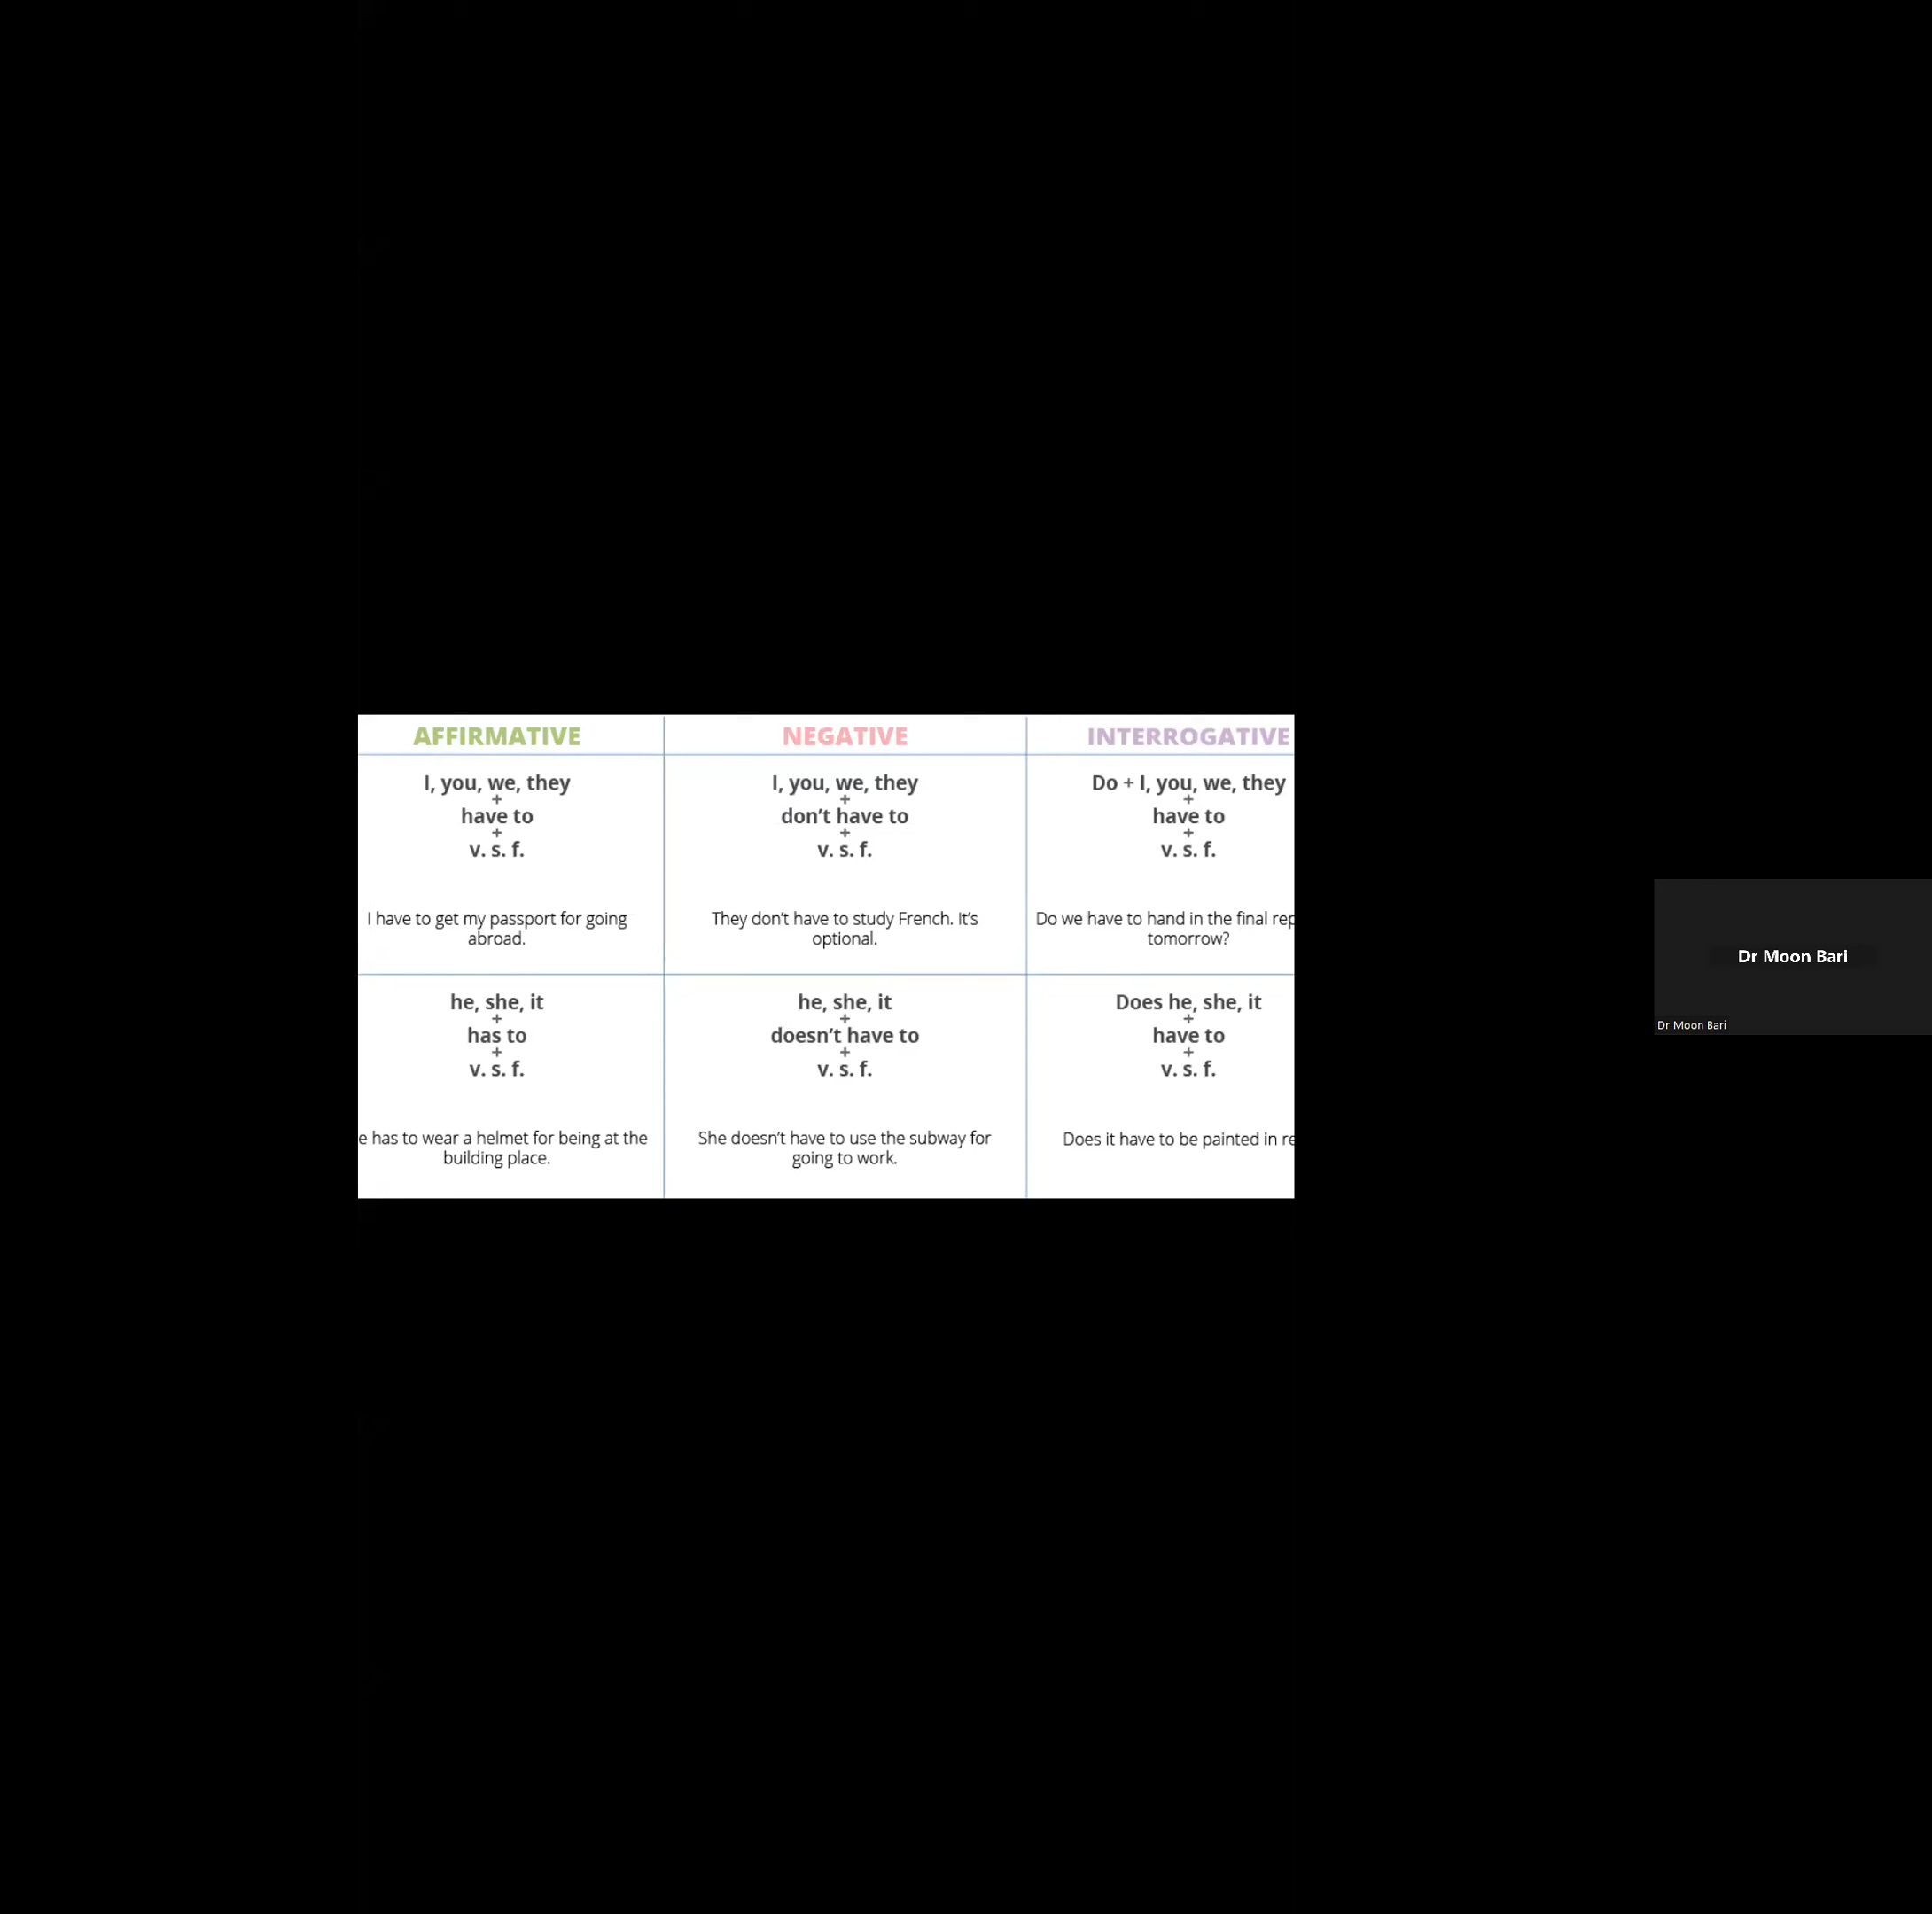 AFFIRMATIVE
NEGATIVE
INTERROGATIVE
I, you, we, they
+
have to
+
v. s. f.
I have to get my passport for going
abroad.
I, you, we, they
+
don't have to
+
v. s. f.
They don't have to study French. It's
optional.
Do + I, you, we, they
+
have to
+
v. s. f.
Do we have to hand in the final
tomorrow?
he, she, it
+
has to
+
v. s. f.
has to wear a helmet for being at the
building place.
he, she, it
+
doesn't have to
+
v. s. f.
She doesn't have to use the subway for
going to work.
Does he, she, it
+
have to
+
v. s. f.
Does it have to be painted in
Dr Moon Bari
Dr Moon Bari